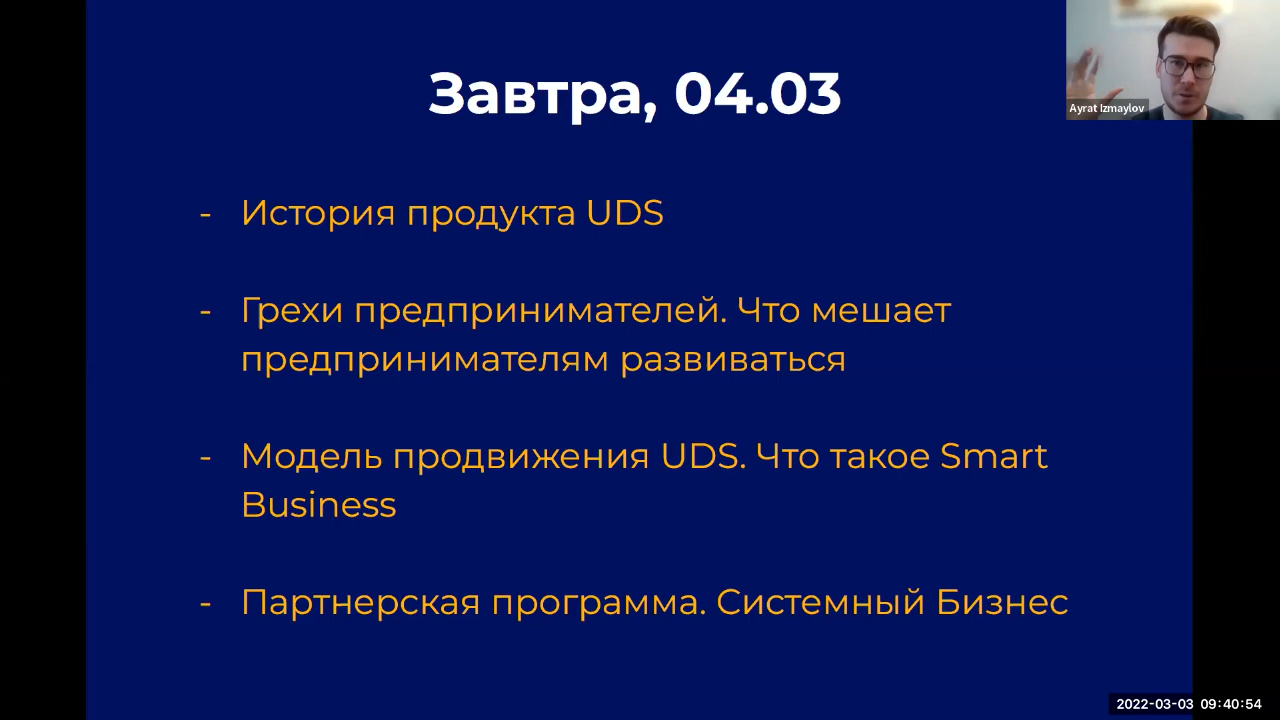 Завтра, 04.03
Ayrat Izmaylov
- История продукта UDS
- Грехи предпринимателей. Что мешает
предпринимателям развиваться
- Модель продвижения UDS. Что такое Smart
Business
- Партнерская программа. Системный Бизнес
2022-03-03 09:40:54